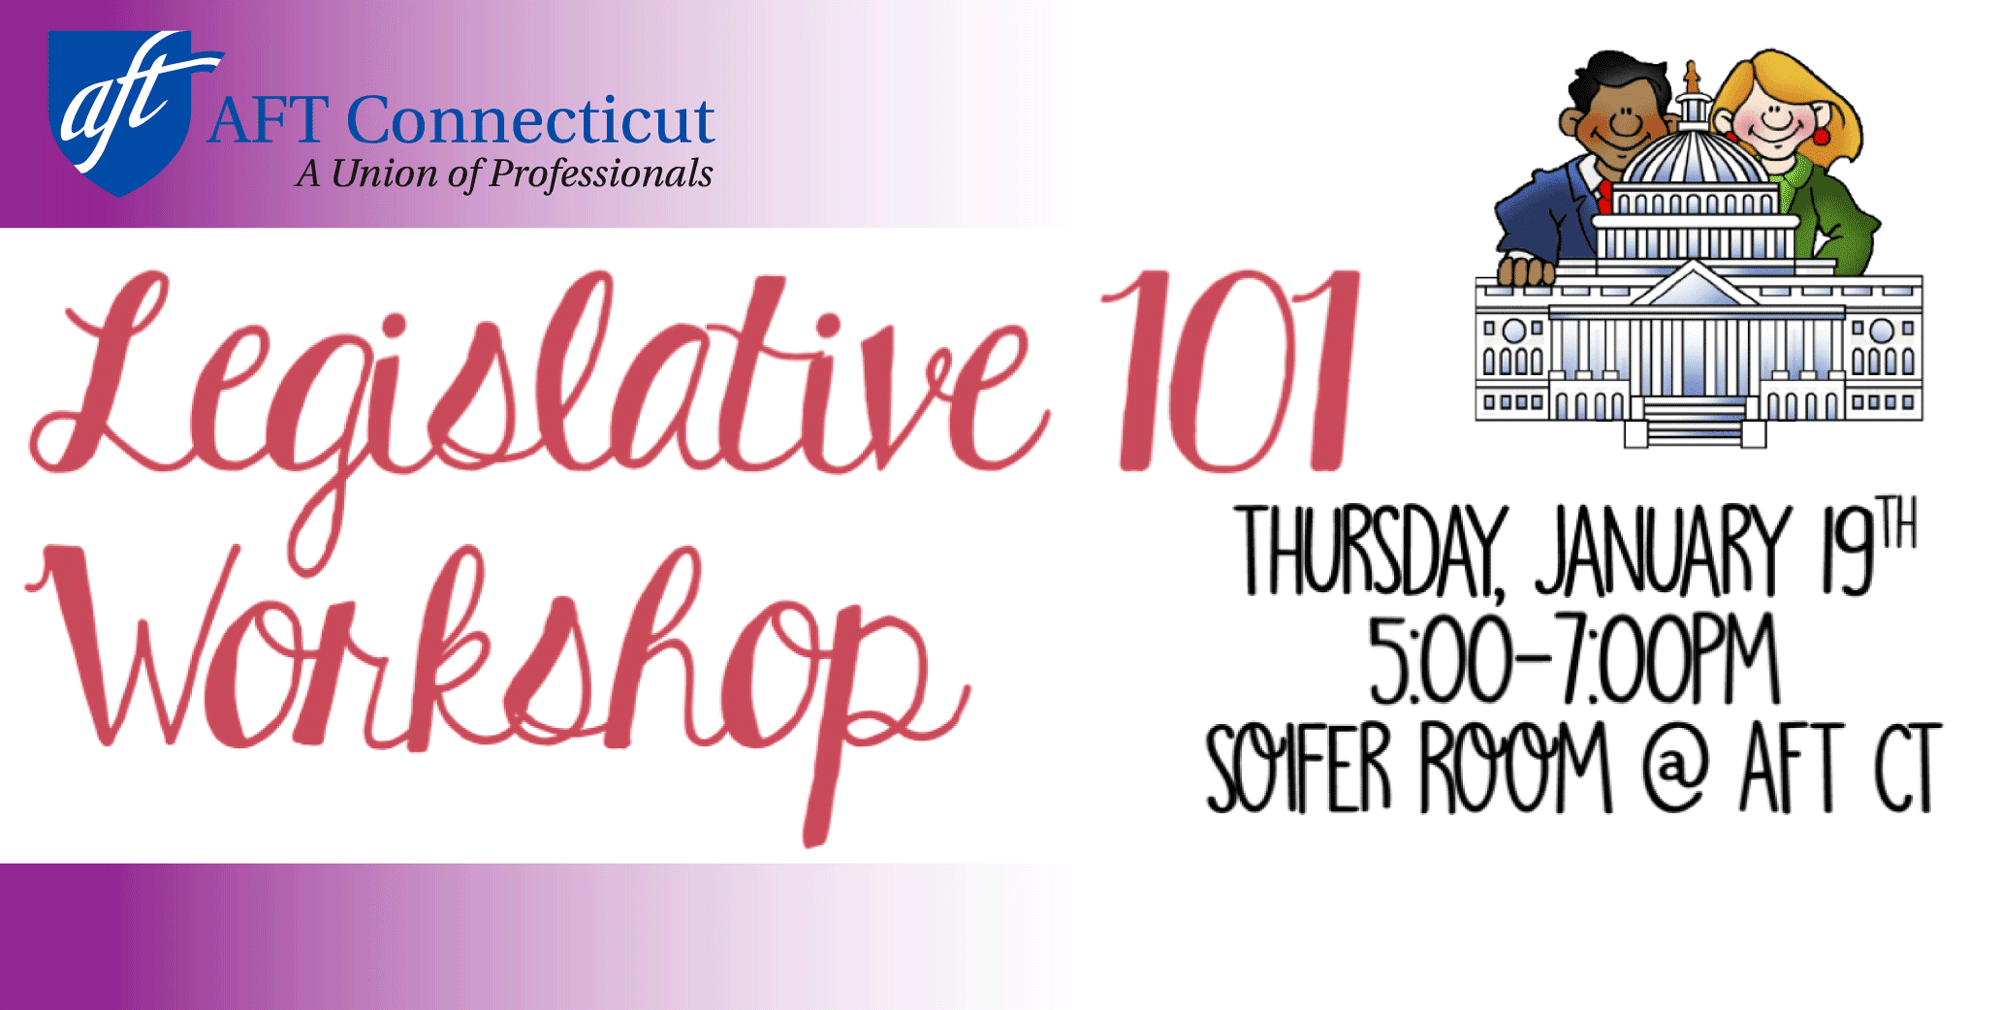 aft
AFT Connecticut
A Union of Professionals
Legislative 101
Workshop
THURSDAY, JANUARY 19TH
5:00-7:00PM
SOIFER ROOM @ AFT CT